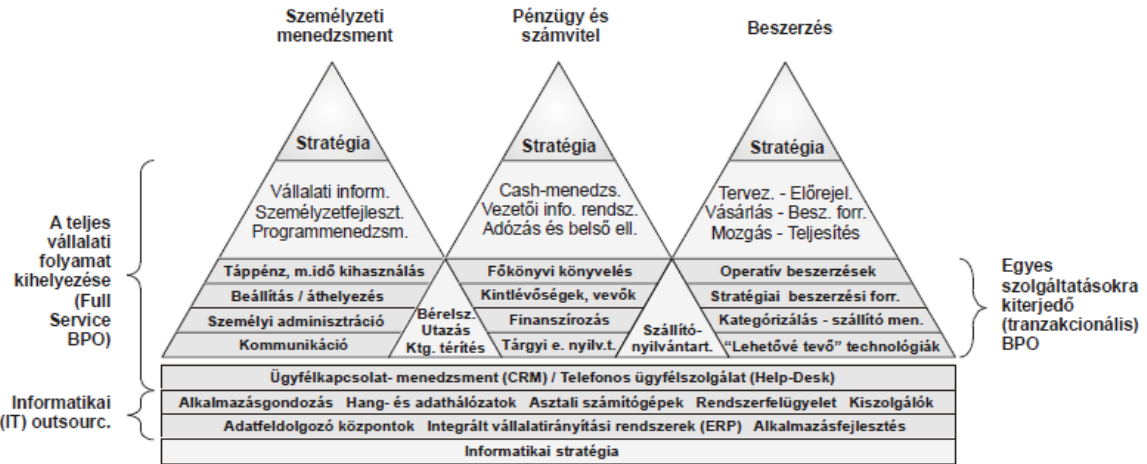 Személyzeti
menedzsment
Pénzügy és
számvitel
Beszerzés
Stratégia
Stratégia
Stratégia
Vállalati inform.
Személyzetfejleszt.
Programmenedzsm.
Cash-menedzs.
Vezetői info. rendsz.
Adózás és belső ell.
Tervez. - Előrejel.
Vásárlás - Besz. forr.
Mozgás - Teljesítés
A teljes
vállalati
folyamat
kihelyezése
(Full
Service
BPO)
Táppénz, m.idő kihasználás
Beállítás / áthelyezés
Személyi adminisztráció
Kommunikáció
Bérelsz.
Utazás
Ktg. térítés
Főkönyvi könyvelés
Kintlévőségek, vevők
Finanszírozás
Tárgyi e. nyilv.t.
Szállító-
nyilvántart.
Operatív beszerzések
Stratégiai beszerzési forr.
Kategórizálás - szállító men.
“Lehetővé tevő” technológiák
Egyes
szolgáltatásokra
kiterjedő
(tranzakcionális)
BPO
Ügyfélkapcsolat- menedzsment (CRM) / Telefonos ügyfélszolgálat (Help-Desk)
Informatikai
(IT) outsourc.
Alkalmazásgondozás Hang- és adathálózatok Asztali számítógépek Rendszerfelügyelet Kiszolgálók
Adatfeldolgozó központok Integrált vállalatirányítási rendszerek (ERP) Alkalmazásfejlesztés
Informatikai stratégia